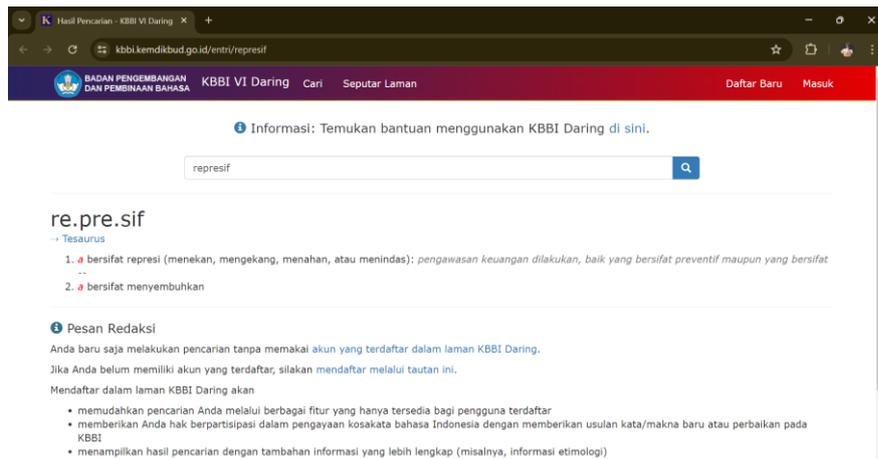 Hasil Pencarian - KBBI VI Daring
kbbi.kemdikbud.go.id/entri/represif
BADAN PENGEMBANGAN
DAN PEMBINAAN BAHASA
KBBI VI Daring Cari Seputar Laman Daftar Baru Masuk
Informasi: Temukan bantuan menggunakan KBBI Daring di sini.
represif
re.pre.sif
→ Tesaurus
1. a bersifat represi (menekan, mengekang, menahan, atau menindas): pengawasan keuangan dilakukan, baik yang bersifat preventif maupun yang bersifat
--
2. a bersifat menyembuhkan
Pesan Redaksi
Anda baru saja melakukan pencarian tanpa memakai akun yang terdaftar dalam laman KBBI Daring.
Jika Anda belum memiliki akun yang terdaftar, silakan mendaftar melalui tautan ini.
Mendaftar dalam laman KBBI Daring akan
• memudahkan pencarian Anda melalui berbagai fitur yang hanya tersedia bagi pengguna terdaftar
• memberikan Anda hak berpartisipasi dalam pengayaan kosakata bahasa Indonesia dengan memberikan usulan kata/makna baru atau perbaikan pada
KBBI
• menampilkan hasil pencarian dengan tambahan informasi yang lebih lengkap (misalnya, informasi etimologi)